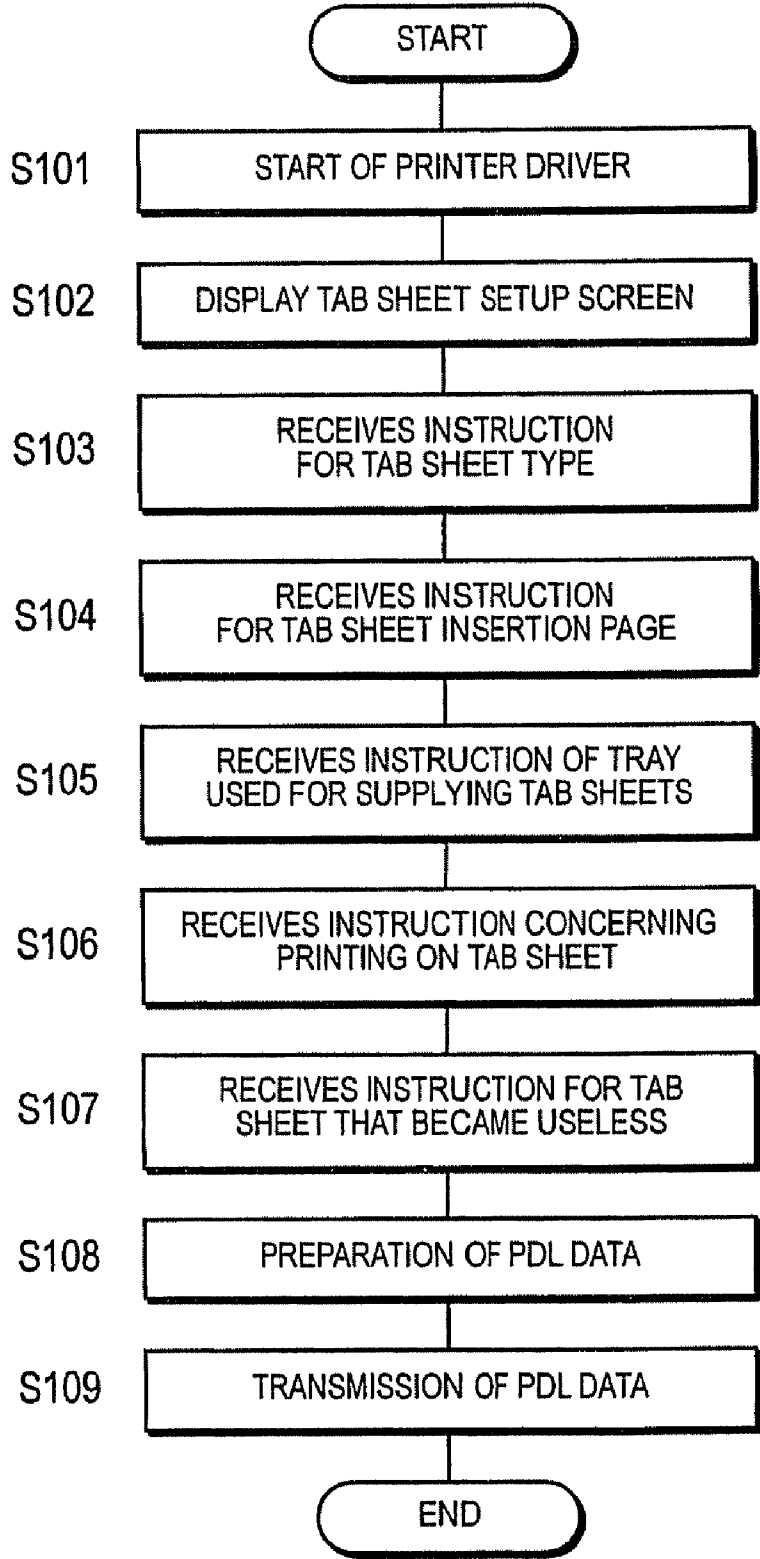 START
S101
START OF PRINTER DRIVER
S102
DISPLAY TAB SHEET SETUP SCREEN
S103
RECEIVES INSTRUCTION
FOR TAB SHEET TYPE
S104
RECEIVES INSTRUCTION
FOR TAB SHEET INSERTION PAGE
S105
RECEIVES INSTRUCTION OF TRAY
USED FOR SUPPLYING TAB SHEETS
S106
RECEIVES INSTRUCTION CONCERNING
PRINTING ON TAB SHEET
S107
RECEIVES INSTRUCTION FOR TAB
SHEET THAT BECAME USELESS
S108
PREPARATION OF PDL DATA
S109
TRANSMISSION OF PDL DATA
END